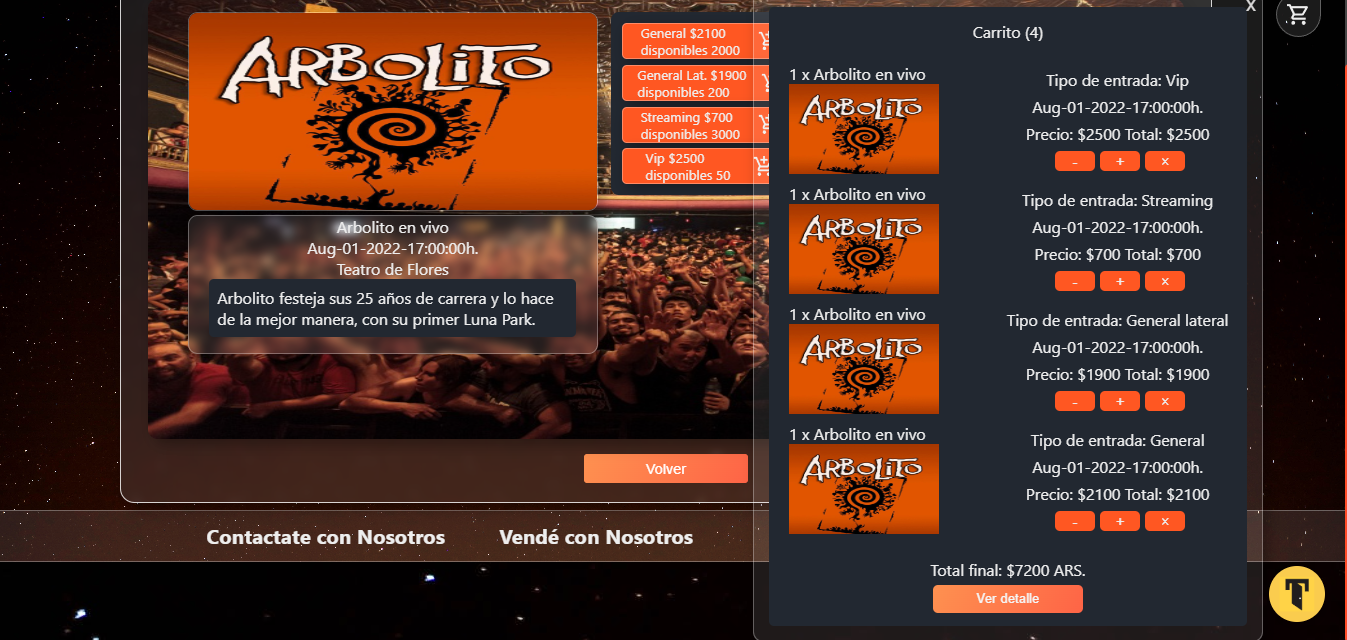 ARBOLITO
General $2100
disponibles 2000
General Lat. $1900
disponibles 200
Streaming $700
disponibles 3000
Vip $2500
disponibles 50
Arbolito en vivo
Aug-01-2022-17:00:00h.
Teatro de Flores
Arbolito festeja sus 25 años de carrera y lo hace
de la mejor manera, con su primer Luna Park.
Volver
Contactate con Nosotros
Vendé con Nosotros
X
Carrito (4)
1 x Arbolito en vivo
ARBOLITO
Tipo de entrada: Vip
Aug-01-2022-17:00:00h.
Precio: $2500 Total: $2500
- + x
1 x Arbolito en vivo
ARBOLITO
Tipo de entrada: Streaming
Aug-01-2022-17:00:00h.
Precio: $700 Total: $700
- + x
1 x Arbolito en vivo
ARBOLITO
Tipo de entrada: General lateral
Aug-01-2022-17:00:00h.
Precio: $1900 Total: $1900
- + x
1 x Arbolito en vivo
ARBOLITO
Tipo de entrada: General
Aug-01-2022-17:00:00h.
Precio: $2100 Total: $2100
- + x
Total final: $7200 ARS.
Ver detalle
T